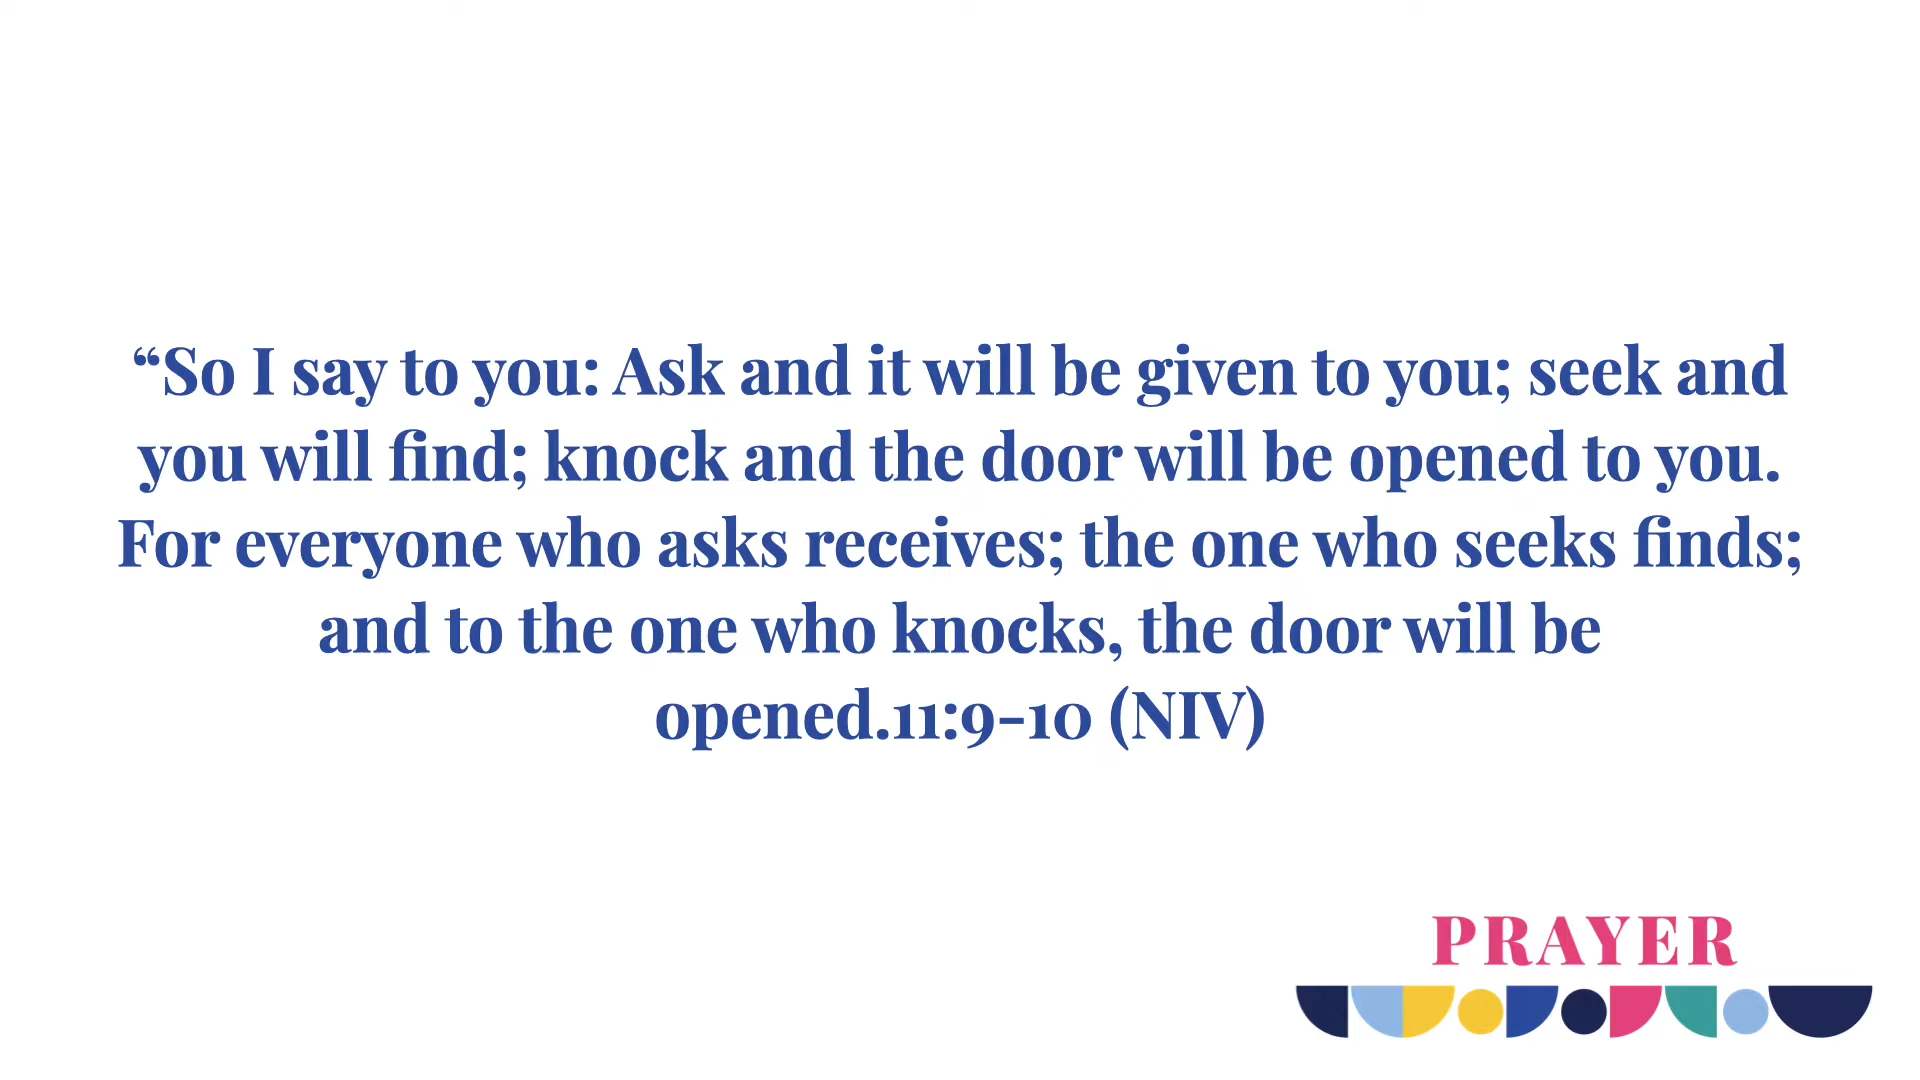 “So I say to you: Ask and it will be given to you; seek and
you will find; knock and the door will be opened to you.
For everyone who asks receives; the one who seeks finds;
and to the one who knocks, the door will be
opened.11:9-10 (NIV)
PRAYER